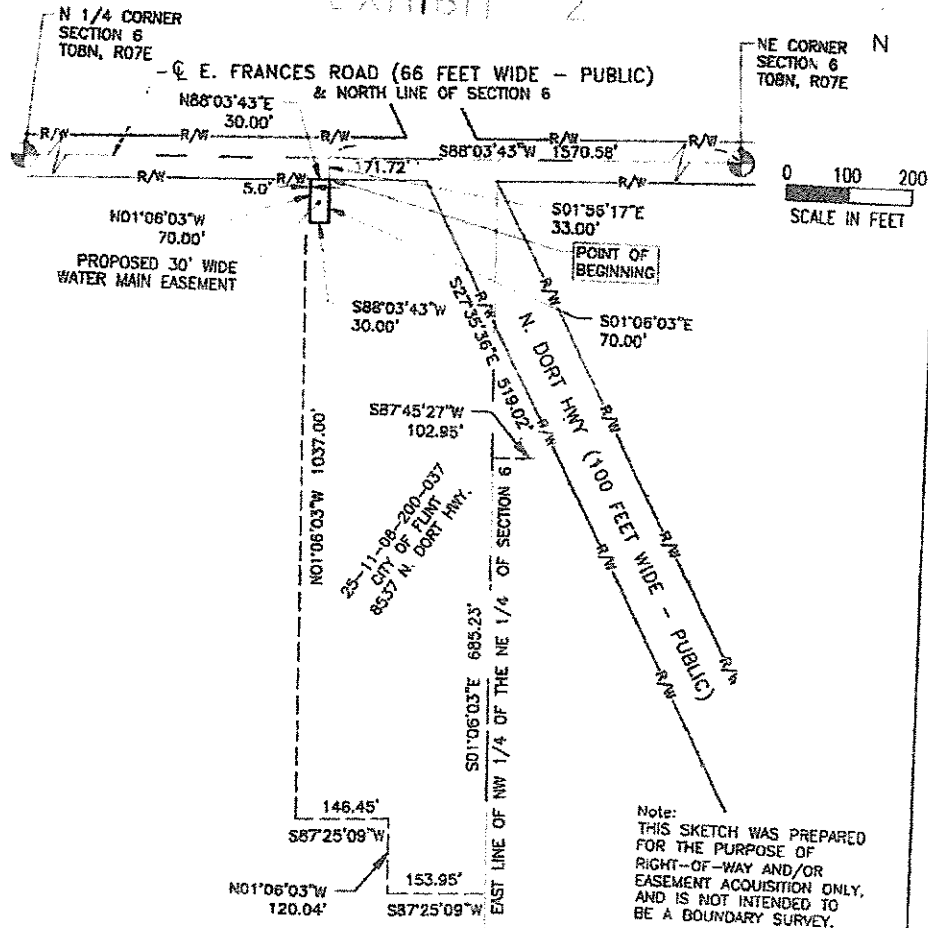 EXHIBIT 2
N 1/4 CORNER
SECTION 6
T08N, R07E
NE CORNER
SECTION 6
T08N, R07E
N
℄ E. FRANCES ROAD (66 FEET WIDE - PUBLIC)
& NORTH LINE OF SECTION 6
N88°03'43"E
30.00'
R/W
R/W
R/W
R/W
R/W
S88°03'43"W 1570.58'
171.72'
R/W
R/W
R/W
5.0'
0 100 200
SCALE IN FEET
N01°06'03"W
70.00'
PROPOSED 30' WIDE
WATER MAIN EASEMENT
S01°56'17"E
33.00'
POINT OF
BEGINNING
S88°03'43"W
30.00'
S01°06'03"E
70.00'
S27°35'36"E 519.02'
R/W
R/W
R/W
R/W
R/W
R/W
R/W
R/W
N. DORT HWY (100 FEET WIDE - PUBLIC)
S87°45'27"W
102.95'
N01°06'03"W 1037.00'
25-11-08-200-037
CITY OF FLINT
8537 N. DORT HWY.
S01°06'03"E 685.23'
EAST LINE OF NW 1/4 OF THE NE 1/4 OF SECTION 6
146.45'
S87°25'09"W
N01°06'03"W
120.04'
153.95'
S87°25'09"W
Note:
THIS SKETCH WAS PREPARED
FOR THE PURPOSE OF
RIGHT-OF-WAY AND/OR
EASEMENT ACQUISITION ONLY,
AND IS NOT INTENDED TO
BE A BOUNDARY SURVEY.